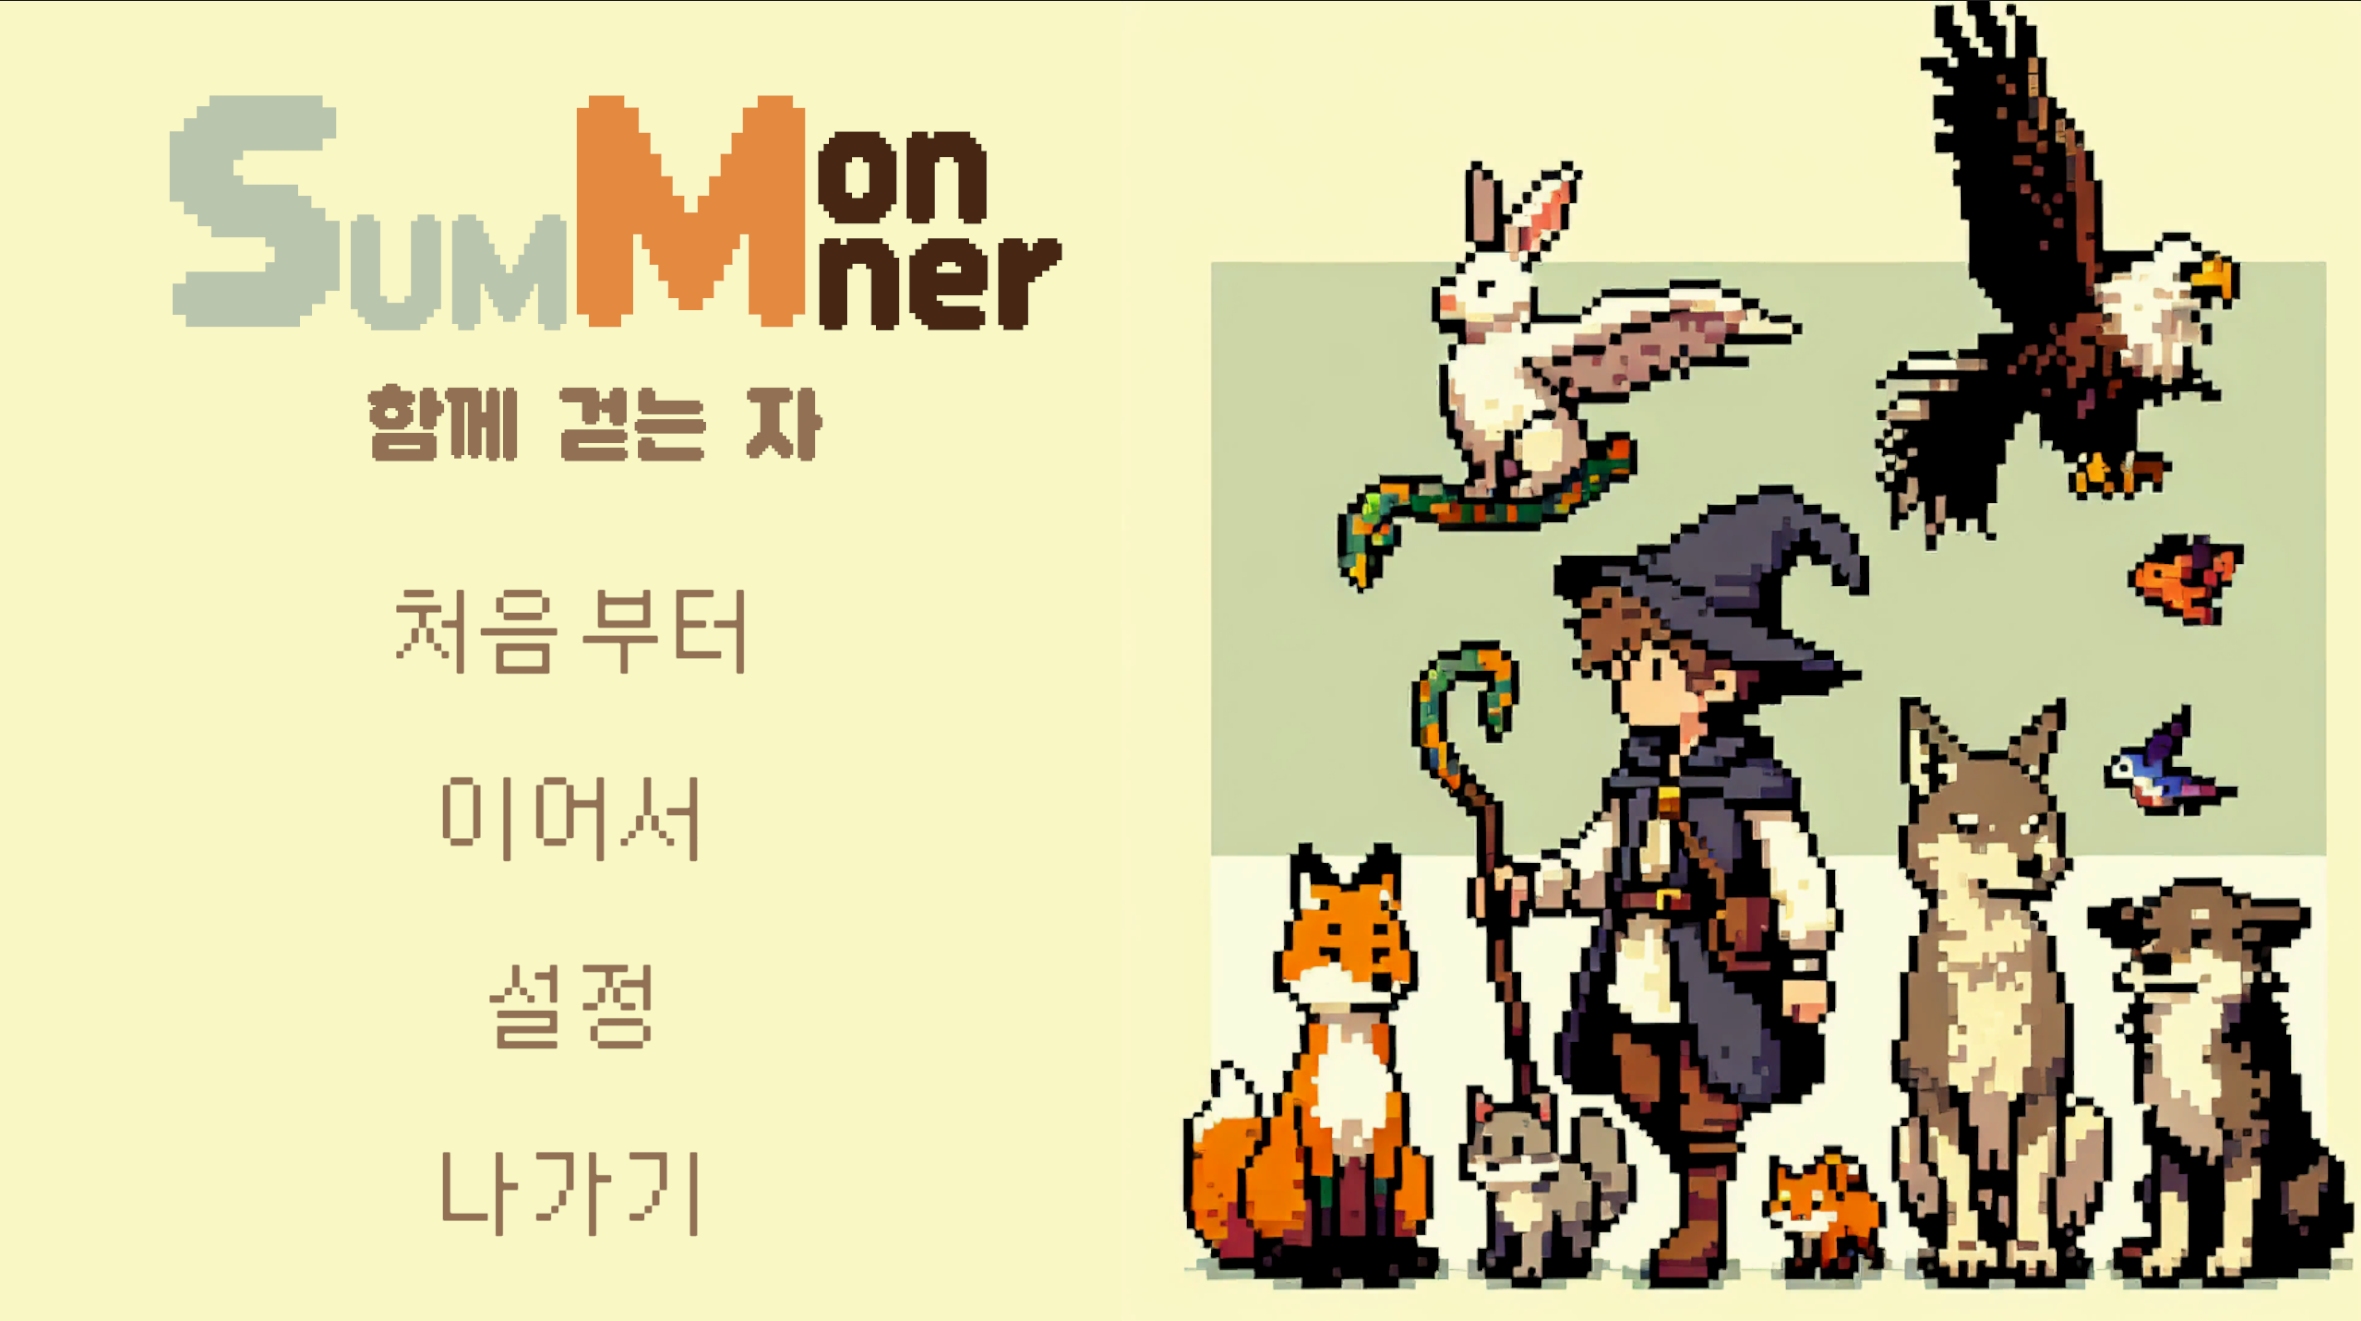 SumMon
ner
함께 걷는 자
처음부터
이어서
설정
나가기